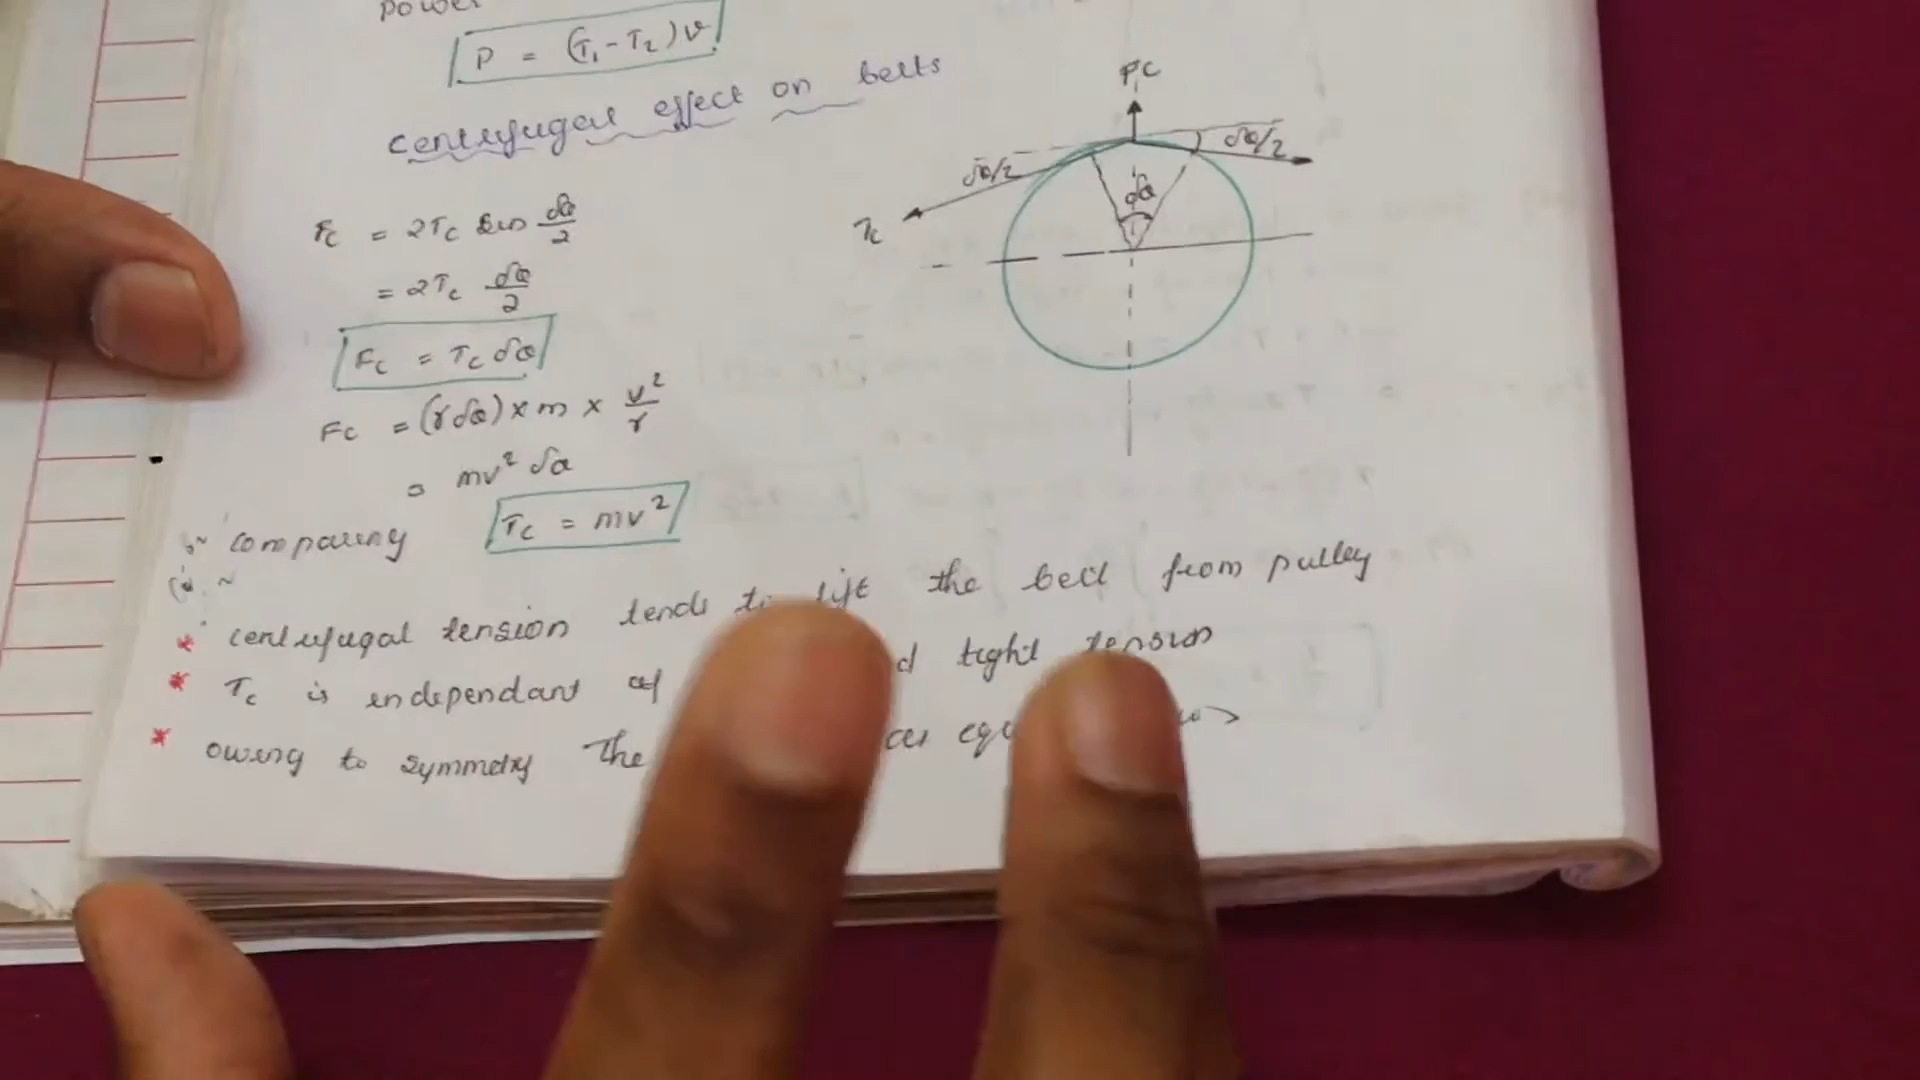 power
P = (T₁ - T₂)v
centrifugal effect on belts
Fc = 2Tc sin δθ/2
= 2Tc δθ/2
Fc = Tc δθ
Fc = (r δθ) × m × v²/r
= mv² δθ
comparing Tc = mv²
* centrifugal tension tends to lift the belt from pulley
* Tc is independant of tight tension
* owing to symmetry the
FC
δθ/2
δθ/2
δθ
Tc